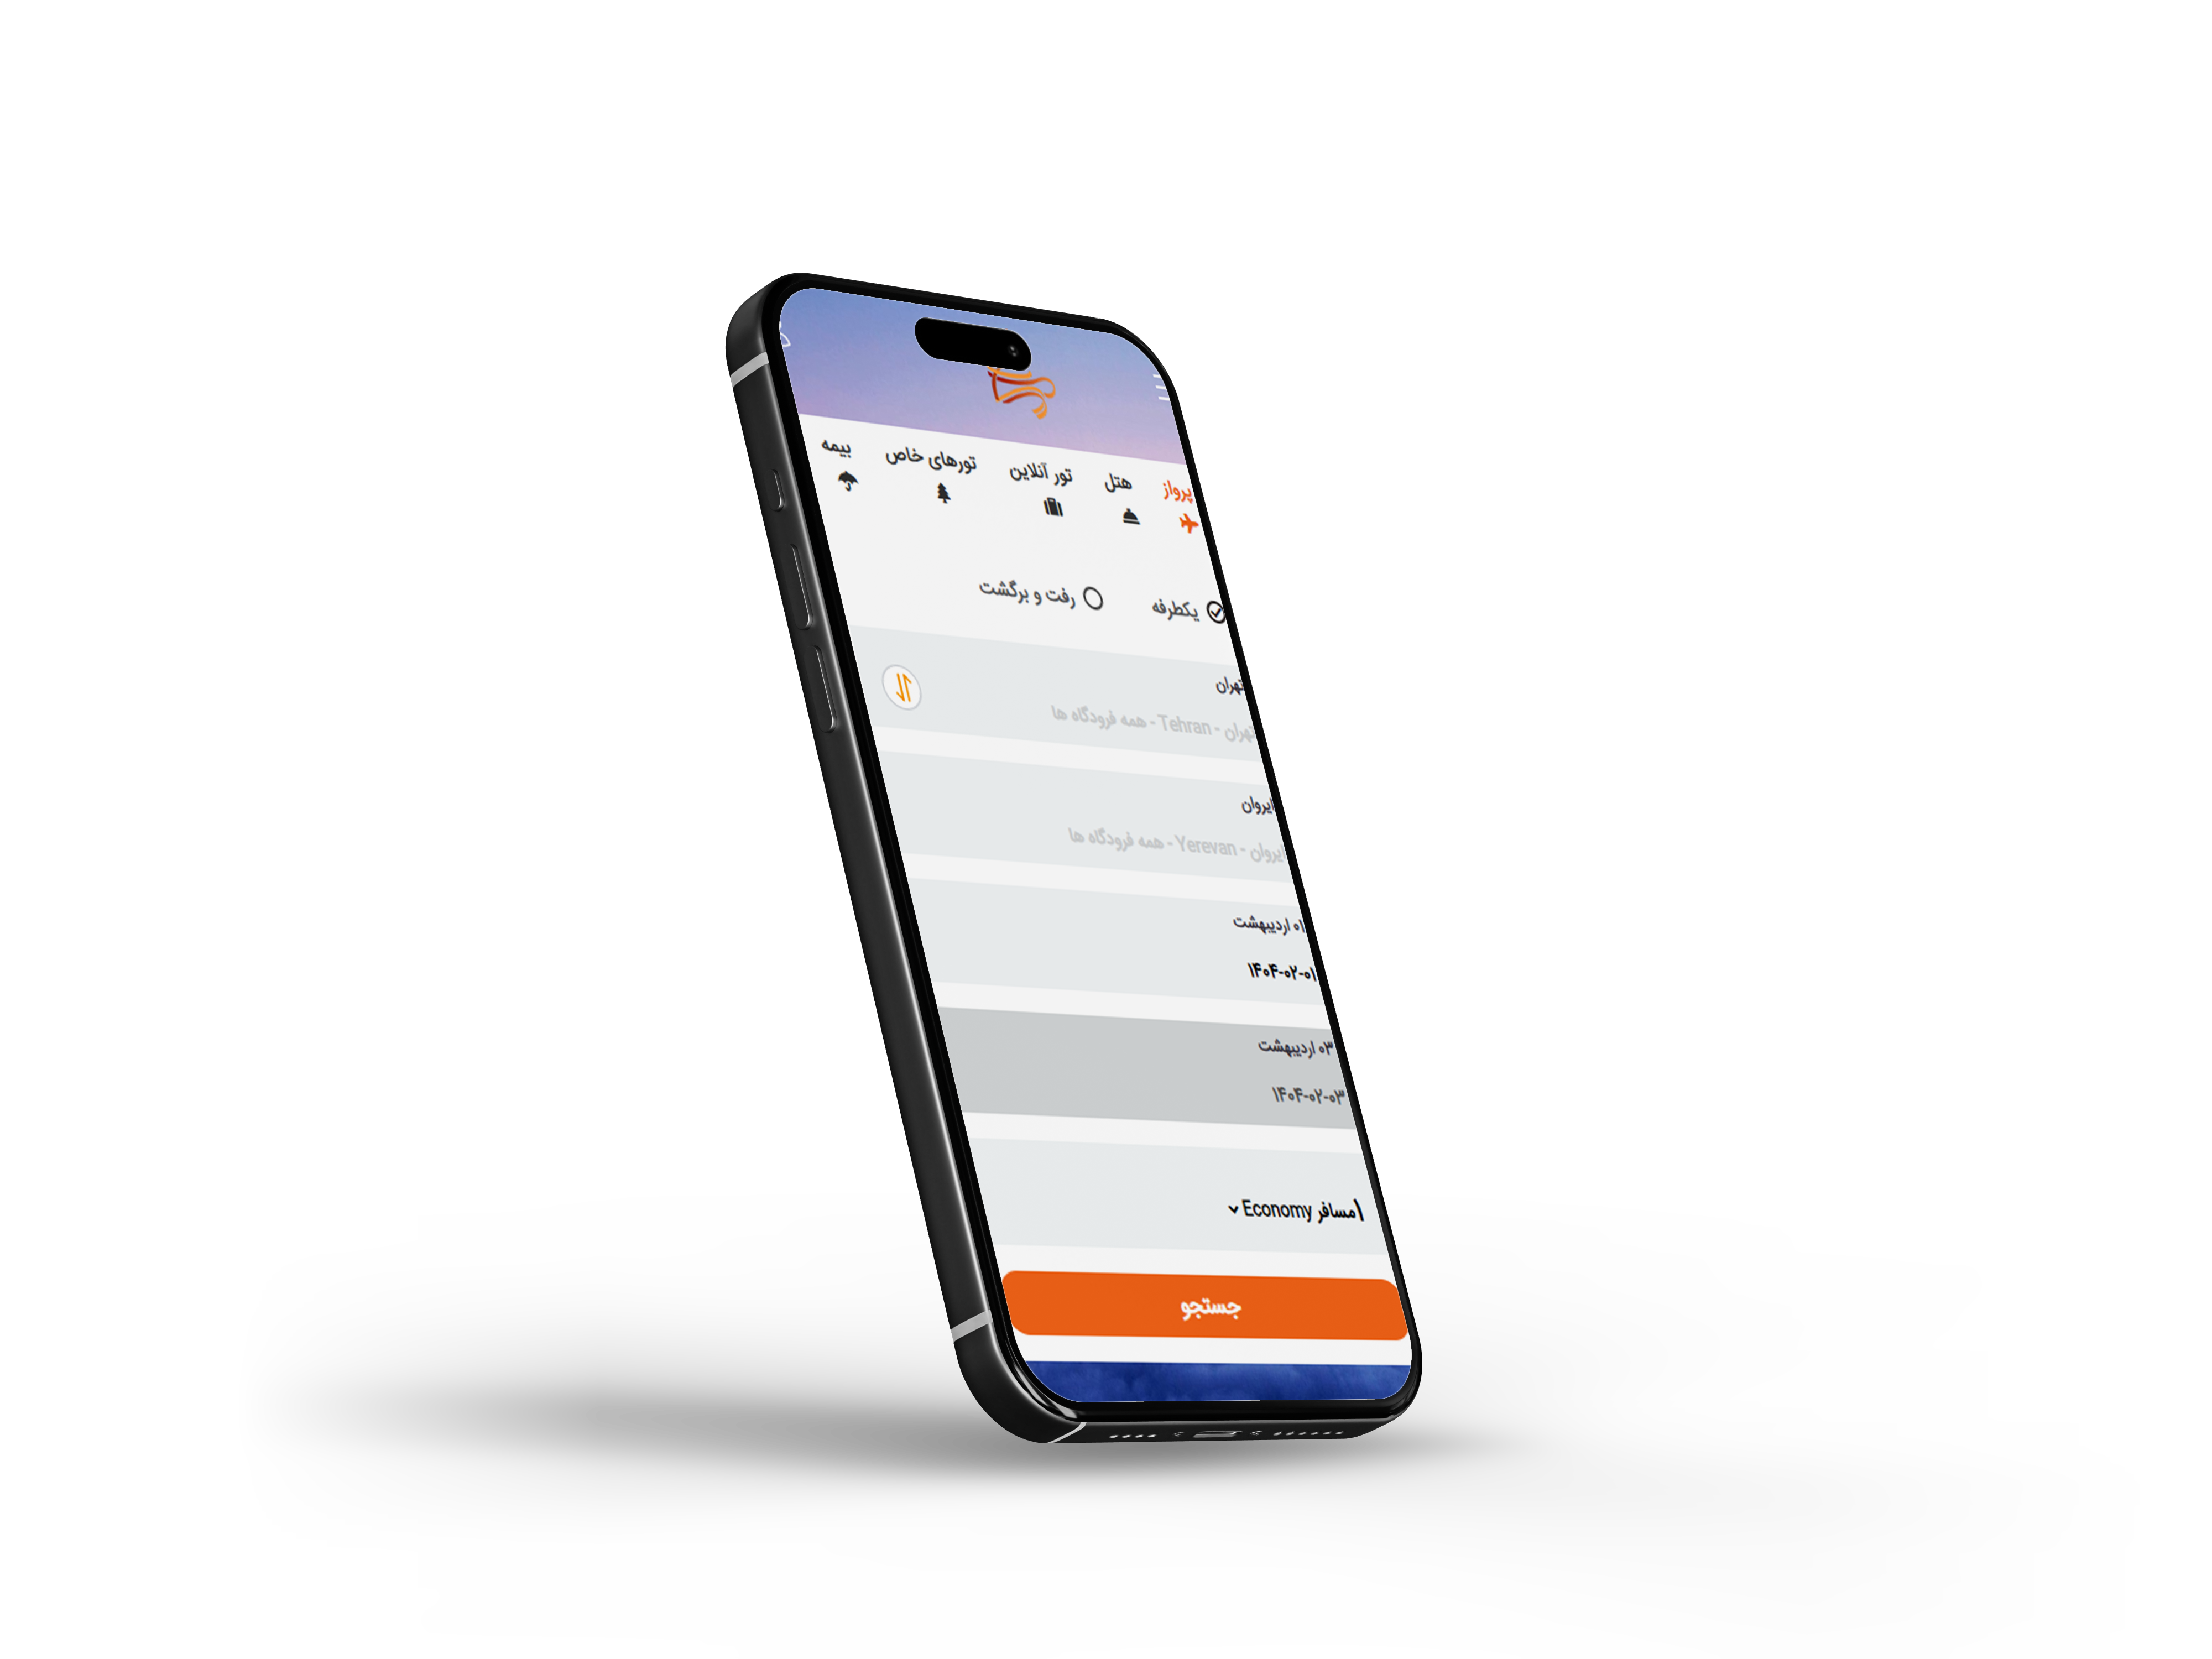 پرواز
هتل
تور آنلاین
تورهای خاص
بیمه
یکطرفه
رفت و برگشت
تهران
تهران - Tehran - همه فرودگاه ها
ایروان
ایروان - Yerevan - همه فرودگاه ها
۰۱ اردیبهشت
۱۴۰۴-۰۲-۰۱
۰۳ اردیبهشت
۱۴۰۴-۰۲-۰۳
۱مسافر Economy
جستجو